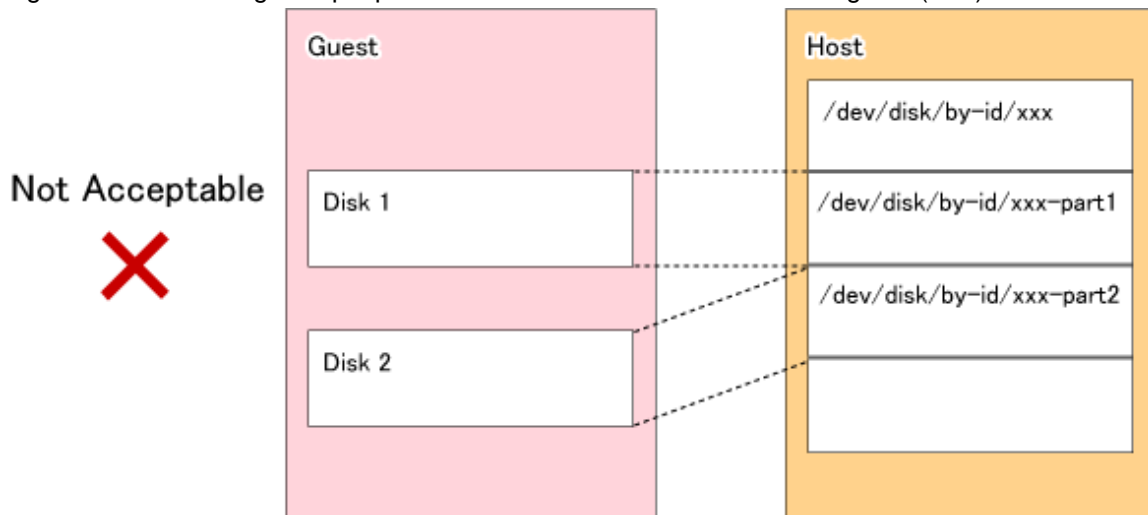 Guest
Host
/dev/disk/by-id/xxx
Not Acceptable
Disk 1
/dev/disk/by-id/xxx-part1
/dev/disk/by-id/xxx-part2
Disk 2